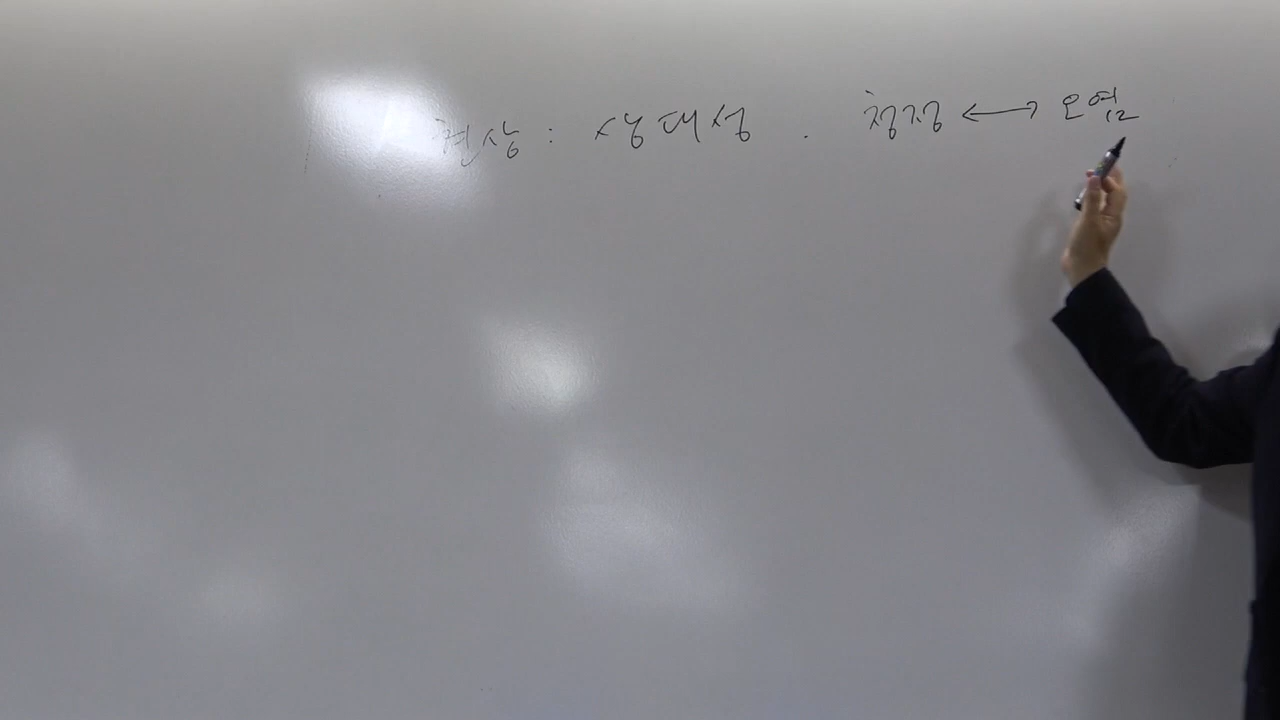 현상 : 상대성 . 청정 ↔ 오염